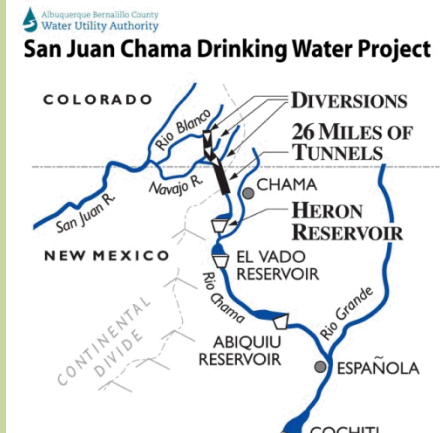 Albuquerque Bernalillo County
Water Utility Authority
San Juan Chama Drinking Water Project
COLORADO
DIVERSIONS
Rio Blanco
26 MILES OF
TUNNELS
Navajo R.
CHAMA
San Juan R.
HERON
RESERVOIR
NEW MEXICO
EL VADO
RESERVOIR
Rio Chama
Rio Grande
CONTINENTAL
DIVIDE
ABIQUIU
RESERVOIR
ESPAÑOLA
COCHITI